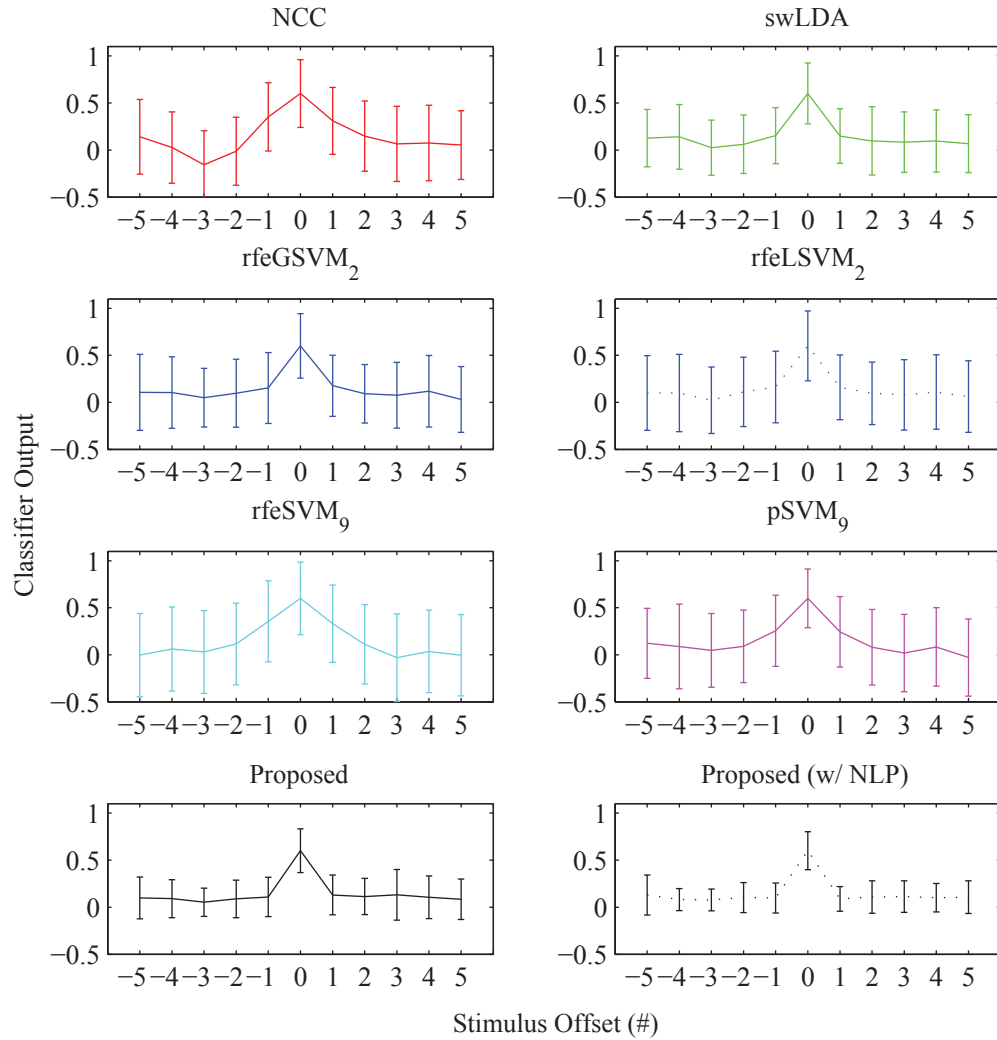 NCC
1
0.5
0
−0.5
−5 −4 −3 −2 −1 0 1 2 3 4 5
swLDA
1
0.5
0
−0.5
−5 −4 −3 −2 −1 0 1 2 3 4 5
rfeGSVM2
1
0.5
0
−0.5
−5 −4 −3 −2 −1 0 1 2 3 4 5
rfeLSVM2
1
0.5
0
−0.5
−5 −4 −3 −2 −1 0 1 2 3 4 5
Classifier Output
rfeSVM9
1
0.5
0
−0.5
−5 −4 −3 −2 −1 0 1 2 3 4 5
pSVM9
1
0.5
0
−0.5
−5 −4 −3 −2 −1 0 1 2 3 4 5
Proposed
1
0.5
0
−0.5
−5 −4 −3 −2 −1 0 1 2 3 4 5
Proposed (w/ NLP)
1
0.5
0
−0.5
−5 −4 −3 −2 −1 0 1 2 3 4 5
Stimulus Offset (#)